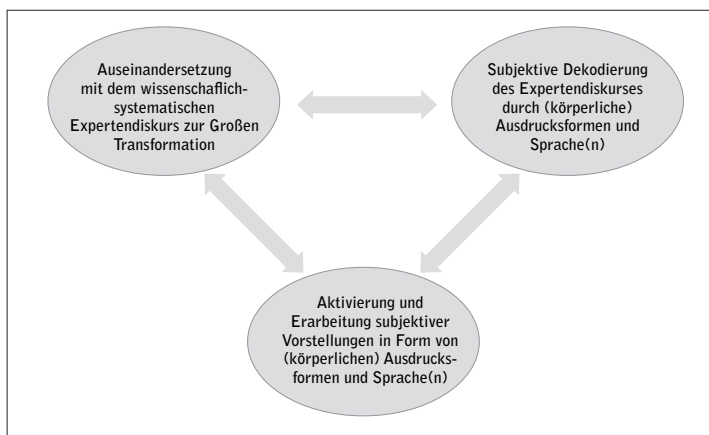 Auseinandersetzung
mit dem wissenschaflich-
systematischen
Expertendiskurs zur Großen
Transformation
Subjektive Dekodierung
des Expertendiskurses
durch (körperliche)
Ausdrucksformen und
Sprache(n)
Aktivierung und
Erarbeitung subjektiver
Vorstellungen in Form von
(körperlichen) Ausdrucks-
formen und Sprache(n)